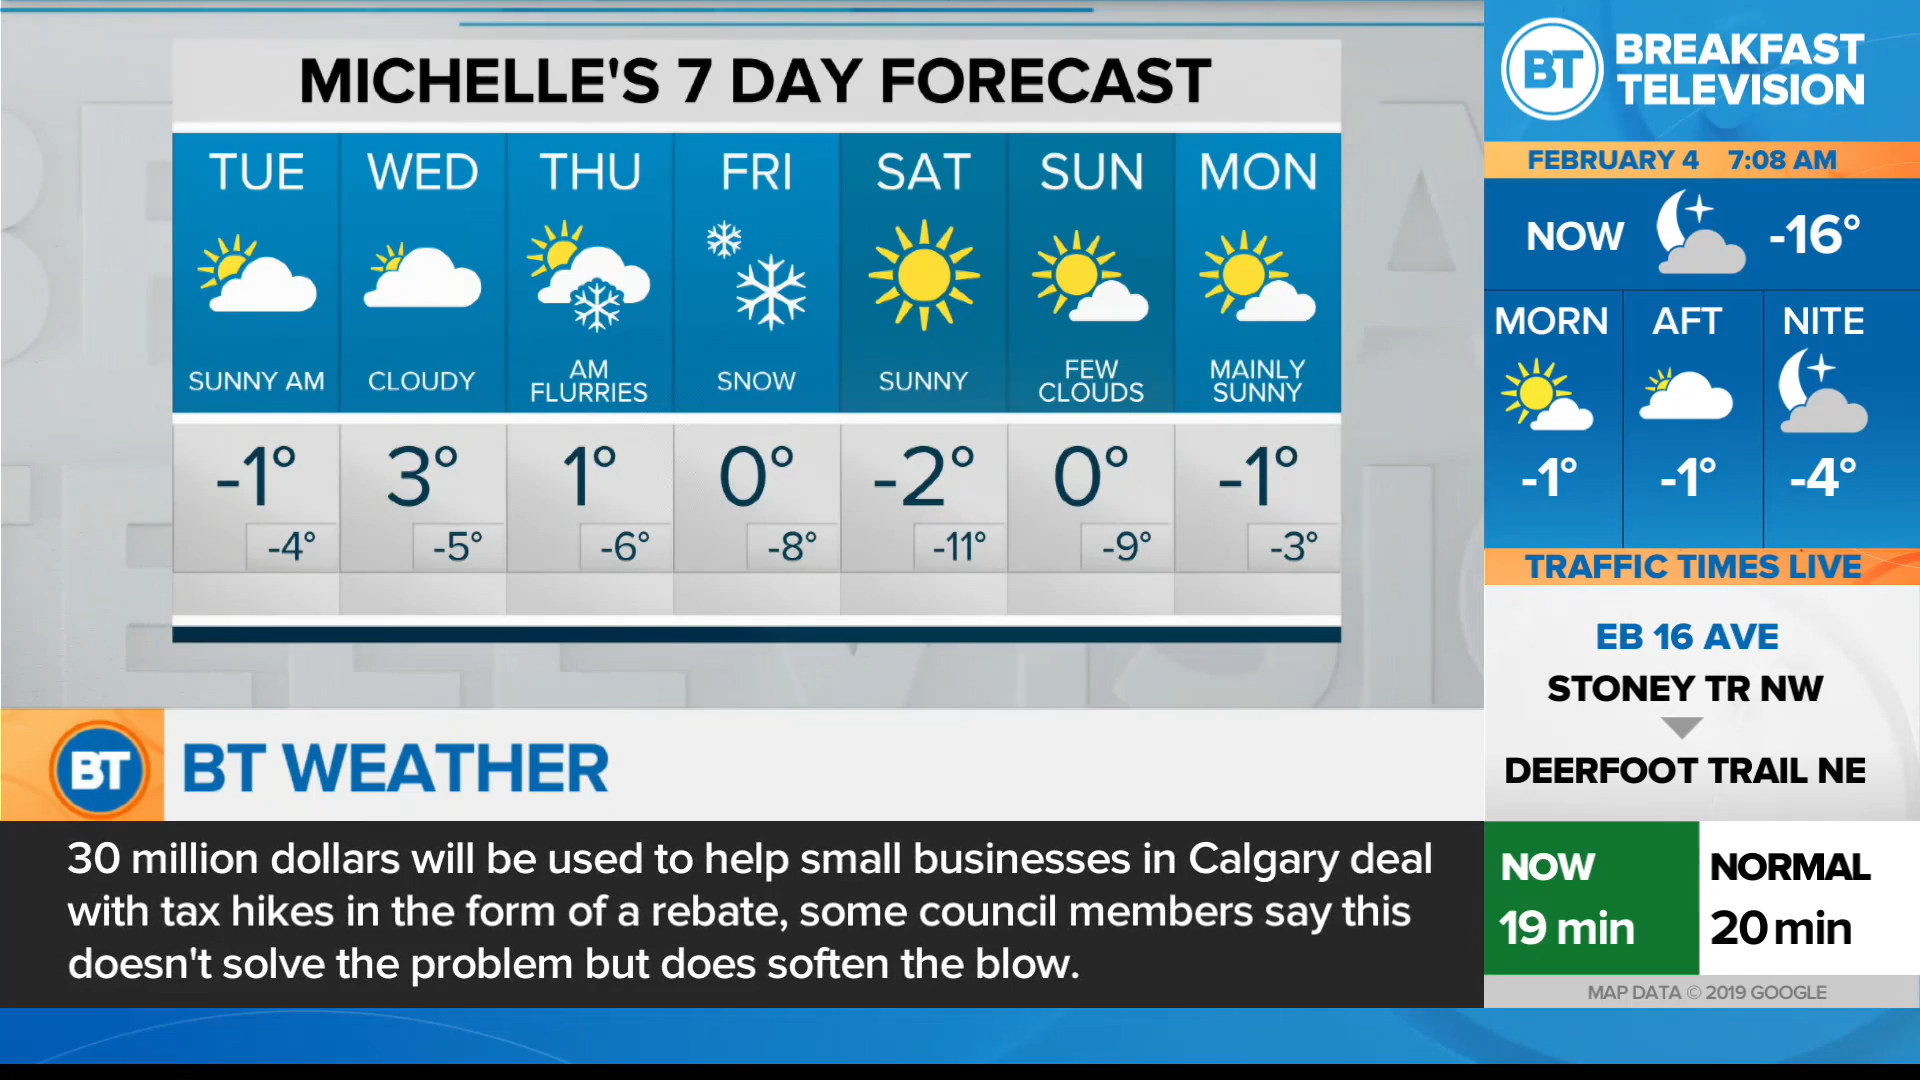 MICHELLE'S 7 DAY FORECAST
TUE WED THU FRI SAT SUN MON
SUNNY AM CLOUDY AM FLURRIES SNOW SUNNY FEW CLOUDS MAINLY SUNNY
-1° 3° 1° 0° -2° 0° -1°
-4° -5° -6° -8° -11° -9° -3°
BT BT WEATHER
30 million dollars will be used to help small businesses in Calgary deal
with tax hikes in the form of a rebate, some council members say this
doesn't solve the problem but does soften the blow.
BT BREAKFAST
TELEVISION
FEBRUARY 4 7:08 AM
NOW -16°
MORN AFT NITE
-1° -1° -4°
TRAFFIC TIMES LIVE
EB 16 AVE
STONEY TR NW
DEERFOOT TRAIL NE
NOW NORMAL
19 min 20 min
MAP DATA © 2019 GOOGLE